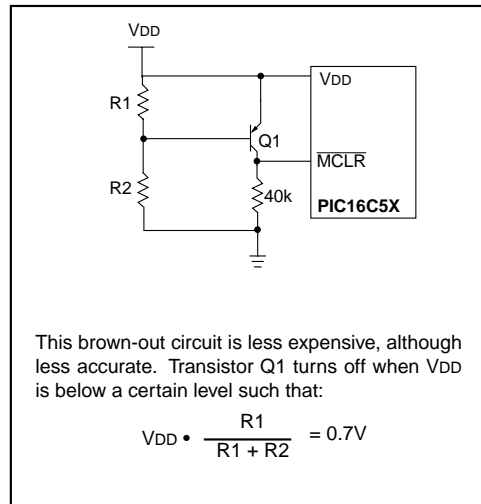 VDD
R1
VDD
Q1
MCLR
R2
40k
PIC16C5X
This brown-out circuit is less expensive, although
less accurate. Transistor Q1 turns off when VDD
is below a certain level such that:
VDD • R1 / R1 + R2 = 0.7V